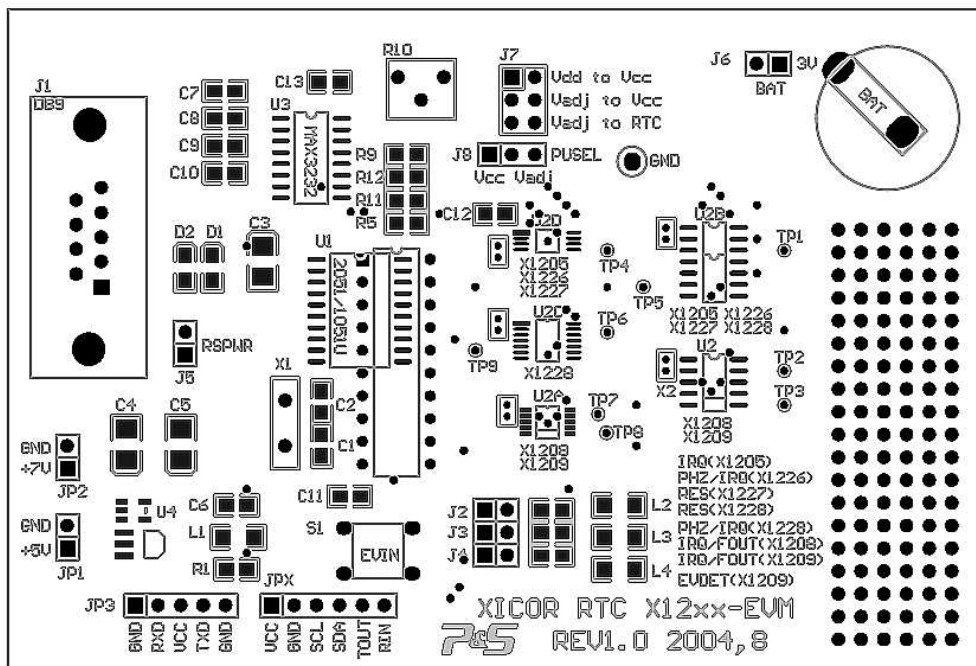 J1
DB9
C7
C8
C9
C10
C13
U3
MAX3232
R10
J7
Vdd to Vcc
Vadj to Vcc
Vadj to RTC
J8
PUSEL
Vcc Vadj
J6
3V
BAT
BAT
GND
R9
R12
R11
R5
D2
D1
C3
U1
2051/1051U
C12
U2D
X1205
X1226
X1227
TP4
TP5
U2B
X1205 X1226
X1227 X1228
TP1
RSPWR
J5
X1
C2
C1
TP9
U2C
X1228
TP6
U2
X2
X1208
X1209
TP2
TP3
U2A
X1208
X1209
TP7
TP8
C4
C5
GND
+7V
JP2
GND
+5V
JP1
U4
C6
L1
R1
C11
S1
EVIN
J2
J3
J4
L2
L3
L4
IRQ(X1205)
PHZ/IRQ(X1226)
RES(X1227)
RES(X1228)
PHZ/IRQ(X1228)
IRQ/FOUT(X1208)
IRQ/FOUT(X1209)
EVDET(X1209)
JP3
GND
RXD
VCC
TXD
GND
JPX
VCC
GND
SCL
SDA
TOUT
RIN
XICOR RTC X12xx-EVM
P&S REV1.0 2004,8